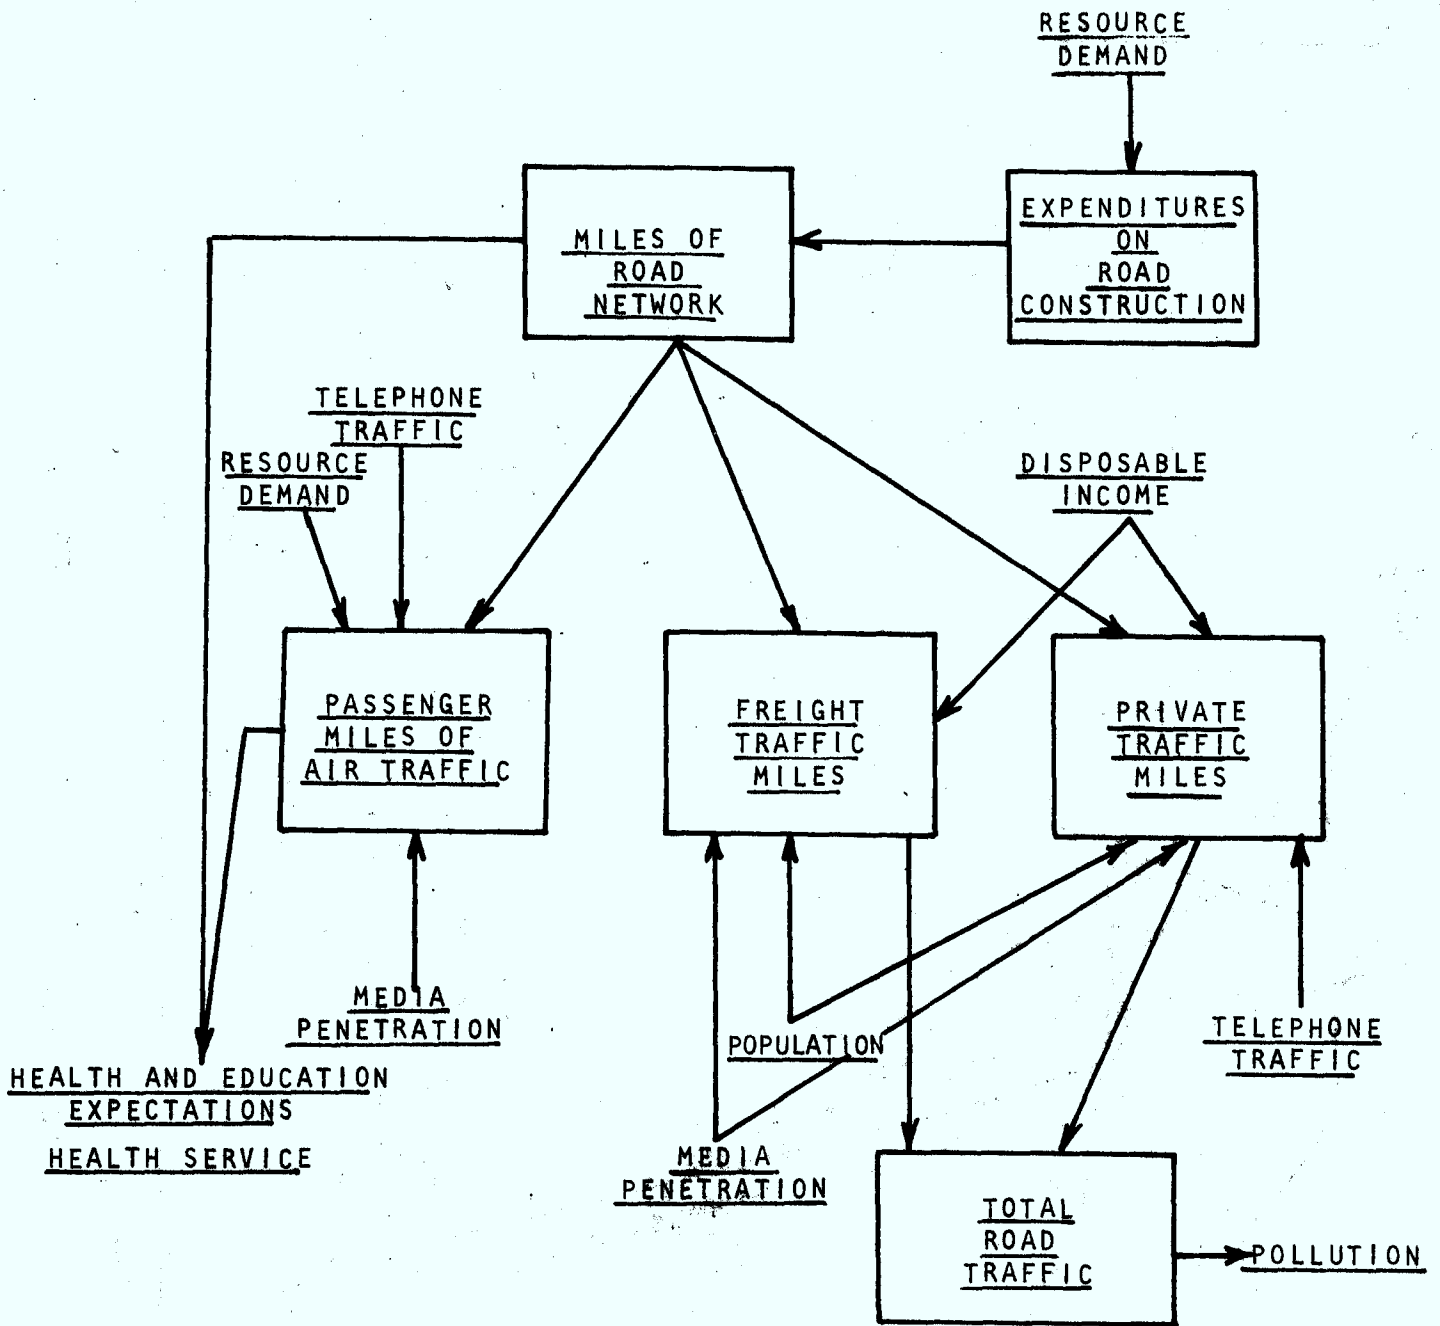 RESOURCE
DEMAND
EXPENDITURES
ON
ROAD
CONSTRUCTION
MILES OF
ROAD
NETWORK
TELEPHONE
TRAFFIC
RESOURCE
DEMAND
DISPOSABLE
INCOME
PASSENGER
MILES OF
AIR TRAFFIC
FREIGHT
TRAFFIC
MILES
PRIVATE
TRAFFIC
MILES
MEDIA
PENETRATION
POPULATION
TELEPHONE
TRAFFIC
HEALTH AND EDUCATION
EXPECTATIONS
HEALTH SERVICE
MEDIA
PENETRATION
TOTAL
ROAD
TRAFFIC
POLLUTION